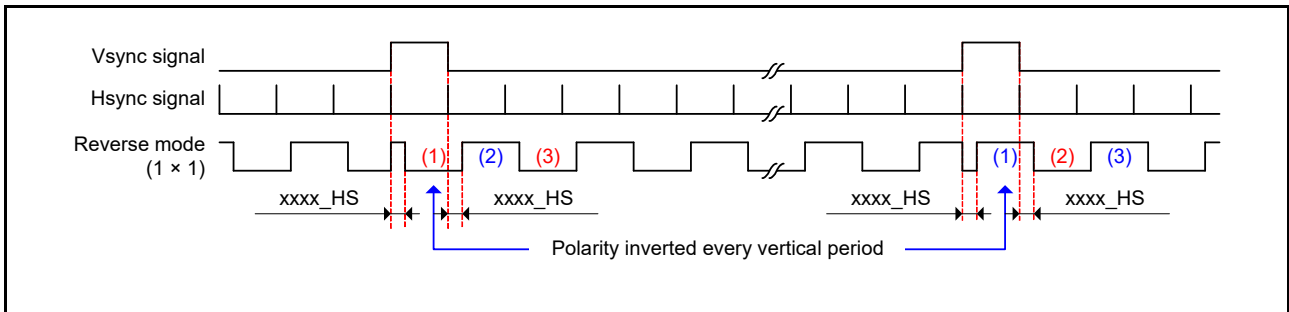 Vsync signal
Hsync signal
Reverse mode
(1 × 1)
(1) (2) (3) (1) (2) (3)
xxxx_HS xxxx_HS xxxx_HS xxxx_HS
Polarity inverted every vertical period